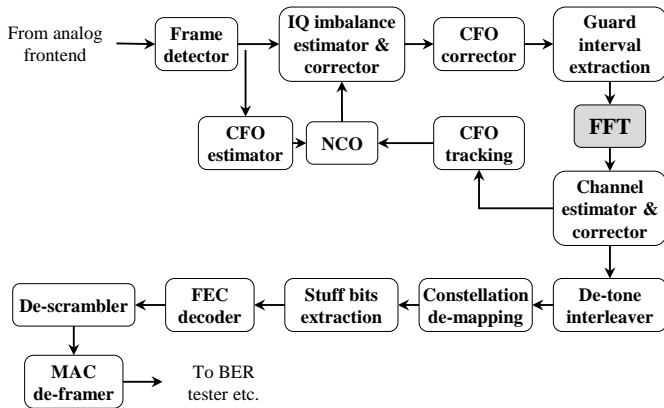 From analog
frontend
Frame
detector
IQ imbalance
estimator &
corrector
CFO
corrector
Guard
interval
extraction
FFT
CFO
estimator
NCO
CFO
tracking
Channel
estimator &
corrector
De-scrambler
FEC
decoder
Stuff bits
extraction
Constellation
de-mapping
De-tone
interleaver
MAC
de-framer
To BER
tester etc.